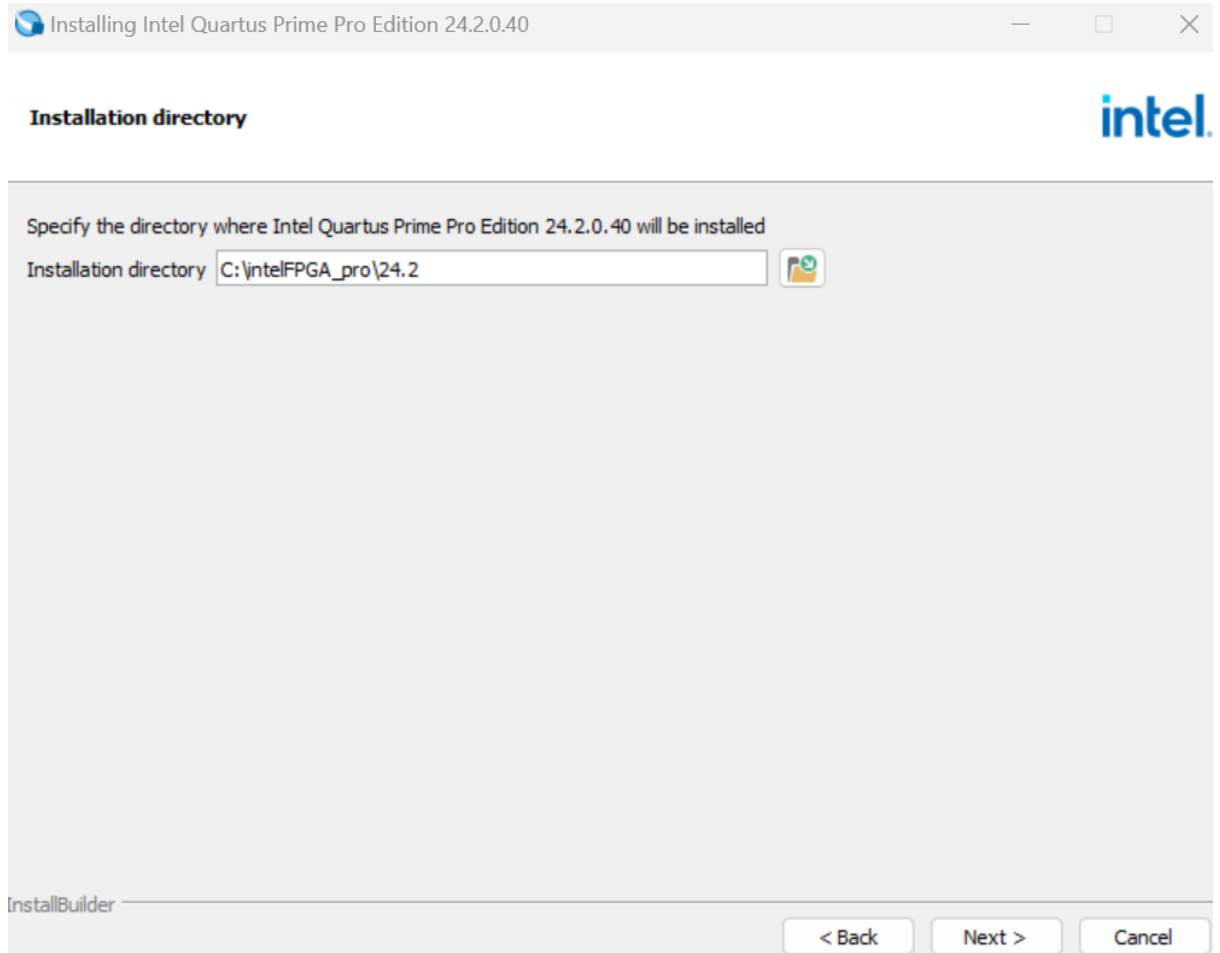 Installing Intel Quartus Prime Pro Edition 24.2.0.40
Installation directory
intel.
Specify the directory where Intel Quartus Prime Pro Edition 24.2.0.40 will be installed
Installation directory C:\intelFPGA_pro\24.2
InstallBuilder
< Back Next > Cancel